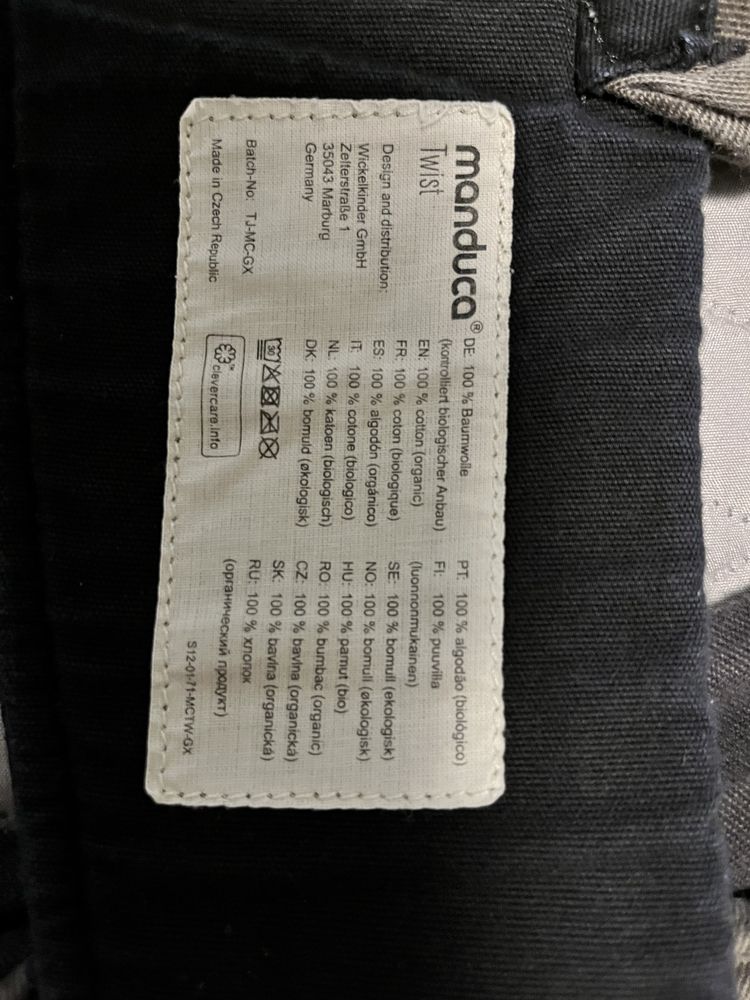 manduca®
Twist
Design and distribution:
Wickelkinder GmbH
Zelterstraße 1
35043 Marburg
Germany
Batch-No: TJ-MC-GX
Made in Czech Republic
DE: 100 % Baumwolle
(kontrolliert biologischer Anbau)
EN: 100 % cotton (organic)
FR: 100 % coton (biologique)
ES: 100 % algodón (orgánico)
IT: 100 % cotone (biologico)
NL: 100 % katoen (biologisch)
DK: 100 % bomuld (økologisk)
30
clevercare.info
PT: 100 % algodão (biológico)
FI: 100 % puuvilla
(luonnonmukainen)
SE: 100 % bomull (ekologisk)
NO: 100 % bomull (økologisk)
HU: 100 % pamut (bio)
RO: 100 % bumbac (organic)
CZ: 100 % bavlna (organická)
SK: 100 % bavlna (organická)
RU: 100 % хлопок
(органический продукт)
S12-01-71-MCTW-GX